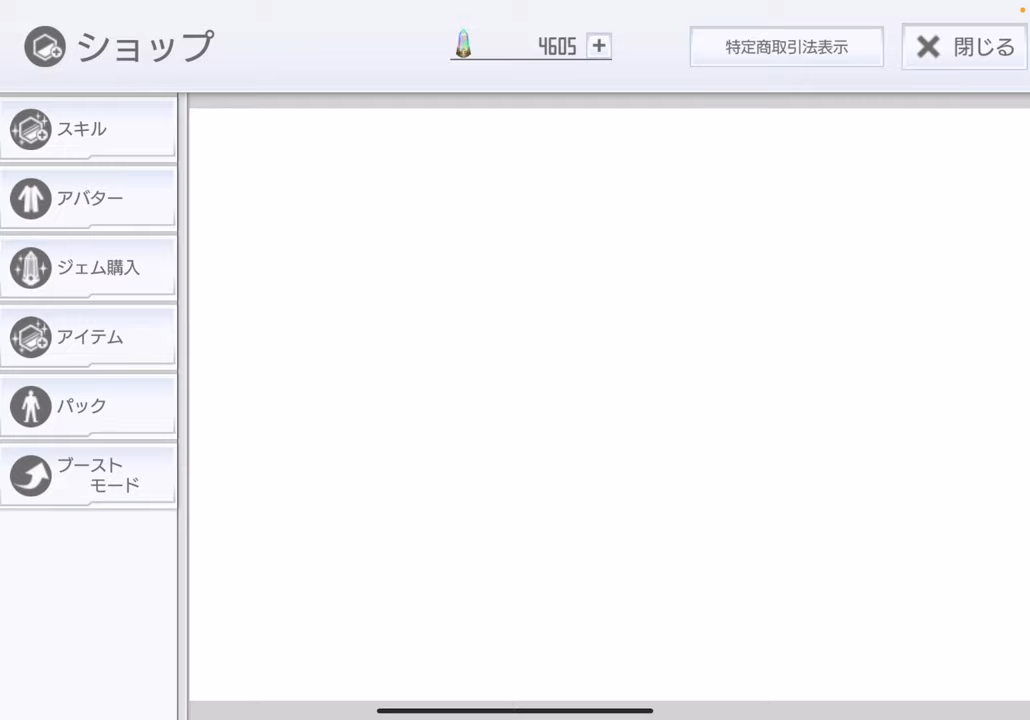 ショップ
4605
特定商取引法表示
閉じる
スキル
アバター
ジェム購入
アイテム
パック
ブースト
モード